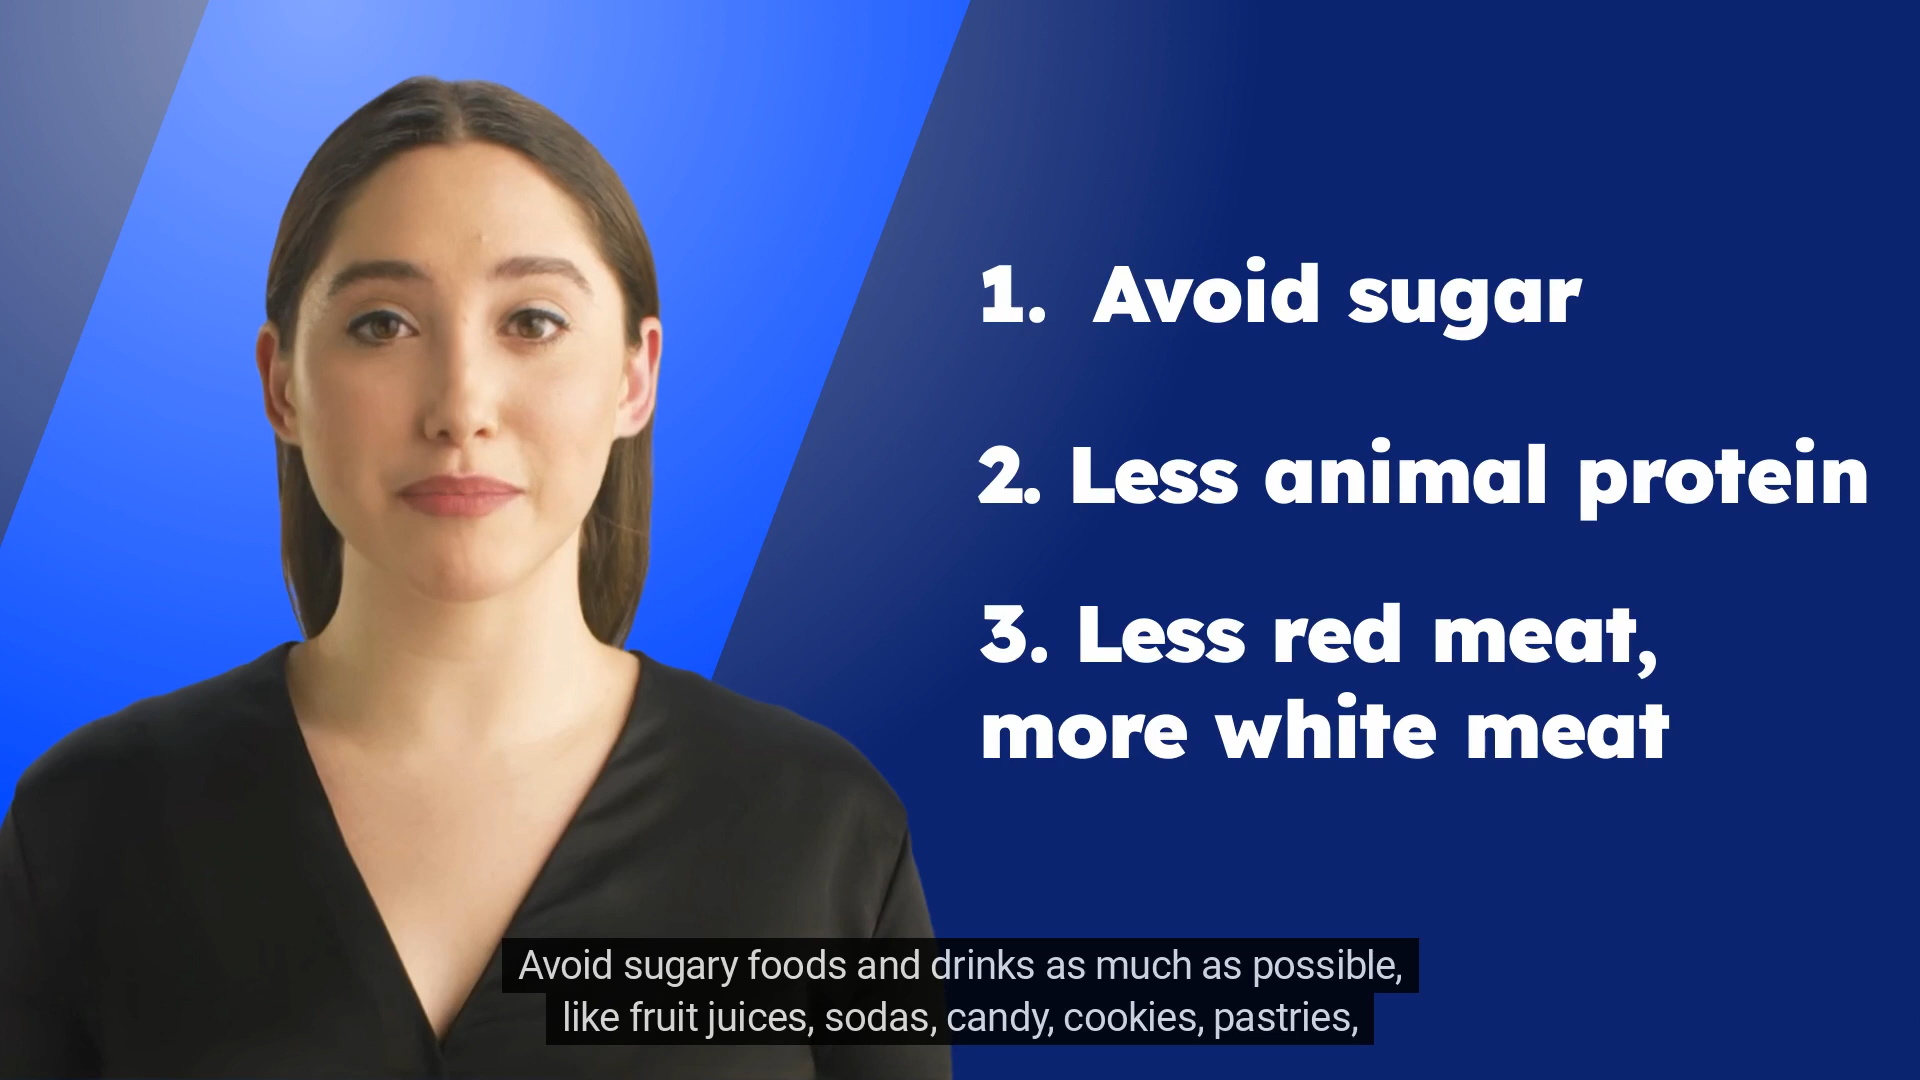 1. Avoid sugar
2. Less animal protein
3. Less red meat,
more white meat
Avoid sugary foods and drinks as much as possible,
like fruit juices, sodas, candy, cookies, pastries,